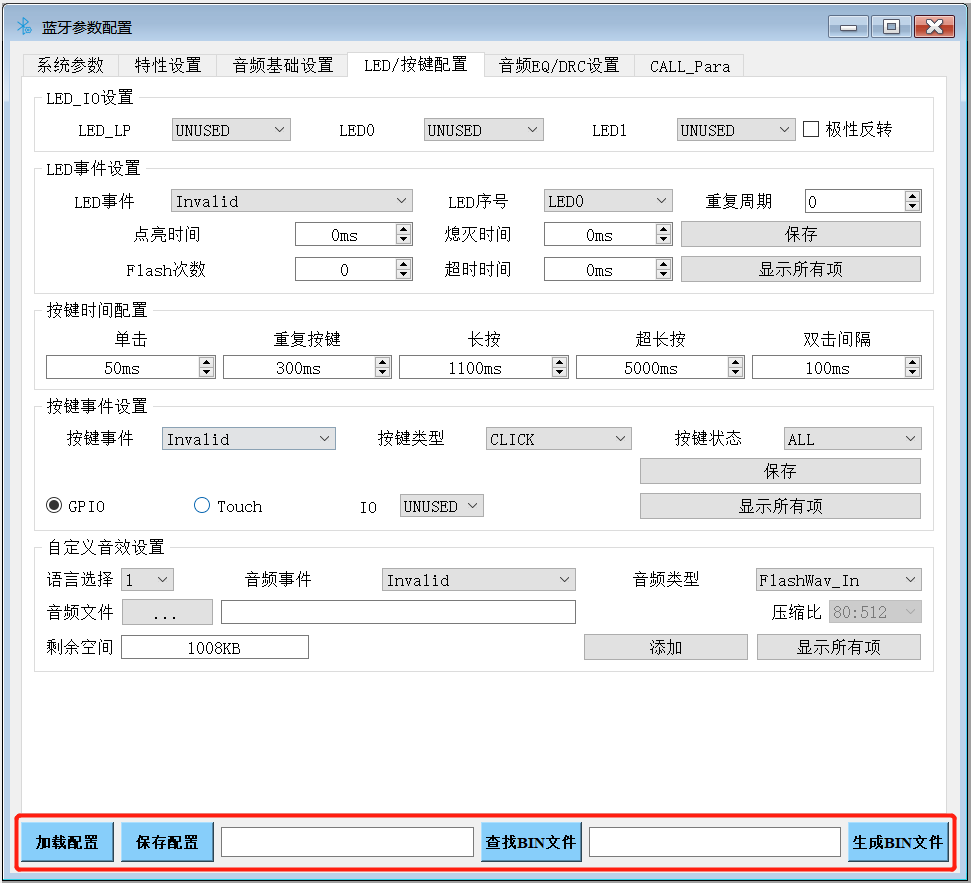 蓝牙参数配置
系统参数 特性设置 音频基础设置 LED/按键配置 音频EQ/DRC设置 CALL_Para
LED_IO设置
LED_LP UNUSED LED0 UNUSED LED1 UNUSED 极性反转
LED事件设置
LED事件 Invalid LED序号 LED0 重复周期 0
点亮时间 0ms 熄灭时间 0ms 保存
Flash次数 0 超时时间 0ms 显示所有项
按键时间配置
单击 重复按键 长按 超长按 双击间隔
50ms 300ms 1100ms 5000ms 100ms
按键事件设置
按键事件 Invalid 按键类型 CLICK 按键状态 ALL
保存
GPIO Touch IO UNUSED 显示所有项
自定义音效设置
语言选择 1 音频事件 Invalid 音频类型 FlashWav_In
音频文件 ... 压缩比 80:512
剩余空间 1008KB 添加 显示所有项
加载配置 保存配置 查找BIN文件 生成BIN文件